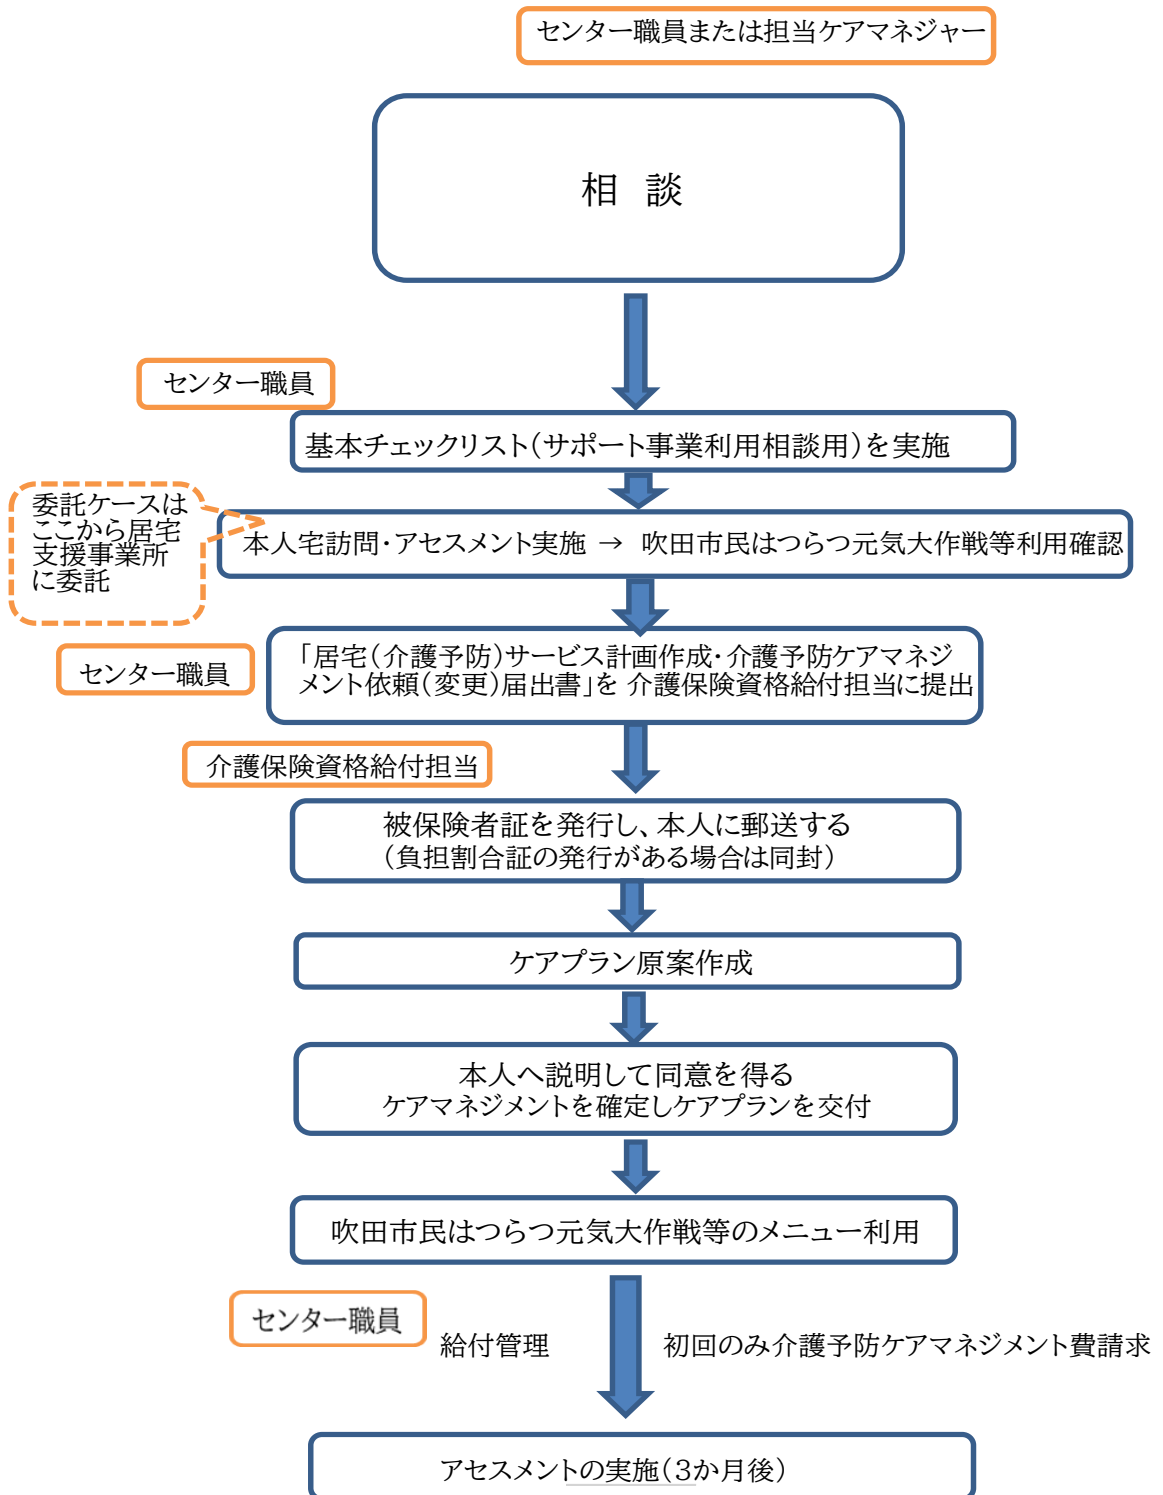 センター職員または担当ケアマネジャー
相　談
センター職員
基本チェックリスト（サポート事業利用相談用）を実施
委託ケースは
ここから居宅
支援事業所
に委託
本人宅訪問・アセスメント実施 → 吹田市民はつらつ元気大作戦等利用確認
センター職員
「居宅（介護予防）サービス計画作成・介護予防ケアマネジ
メント依頼（変更）届出書」を 介護保険資格給付担当に提出
介護保険資格給付担当
被保険者証を発行し、本人に郵送する
（負担割合証の発行がある場合は同封）
ケアプラン原案作成
本人へ説明して同意を得る
ケアマネジメントを確定しケアプランを交付
吹田市民はつらつ元気大作戦等のメニュー利用
センター職員
給付管理
初回のみ介護予防ケアマネジメント費請求
アセスメントの実施（3か月後）